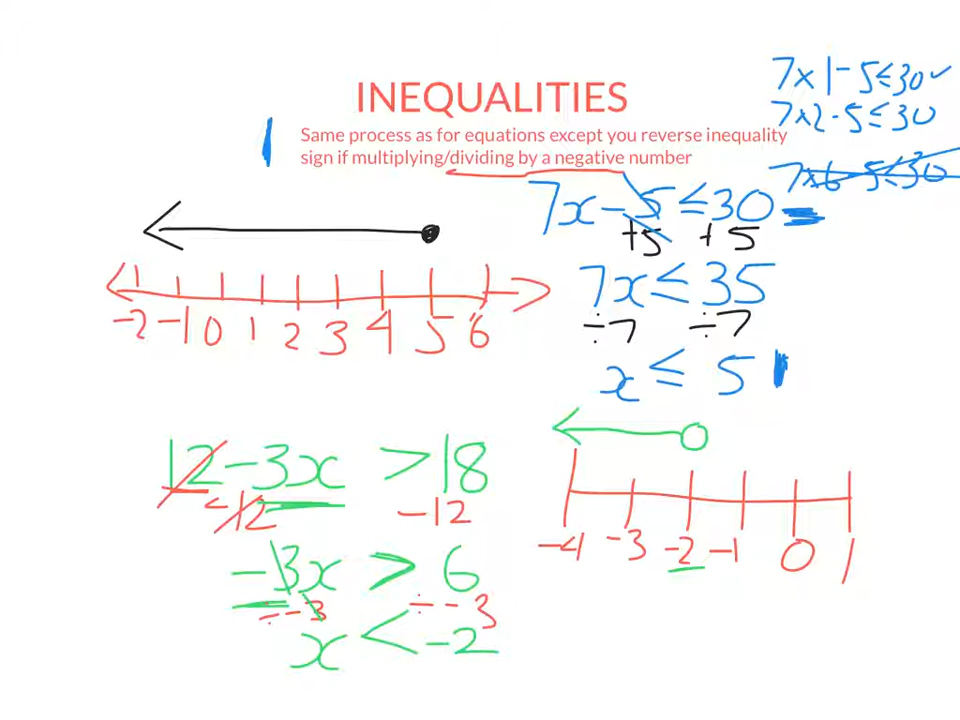 INEQUALITIES
Same process as for equations except you reverse inequality
sign if multiplying/dividing by a negative number
7x1-5≤30✓
7x2-5≤30
7x6-5≤30
7x-5≤30
+5 +5
7x≤35
÷7 ÷7
x≤5
-2 -1 0 1 2 3 4 5 6
12-3x >18
-12 -12
-3x > 6
÷-3 ÷-3
x < -2
-4 -3 -2 -1 0 1